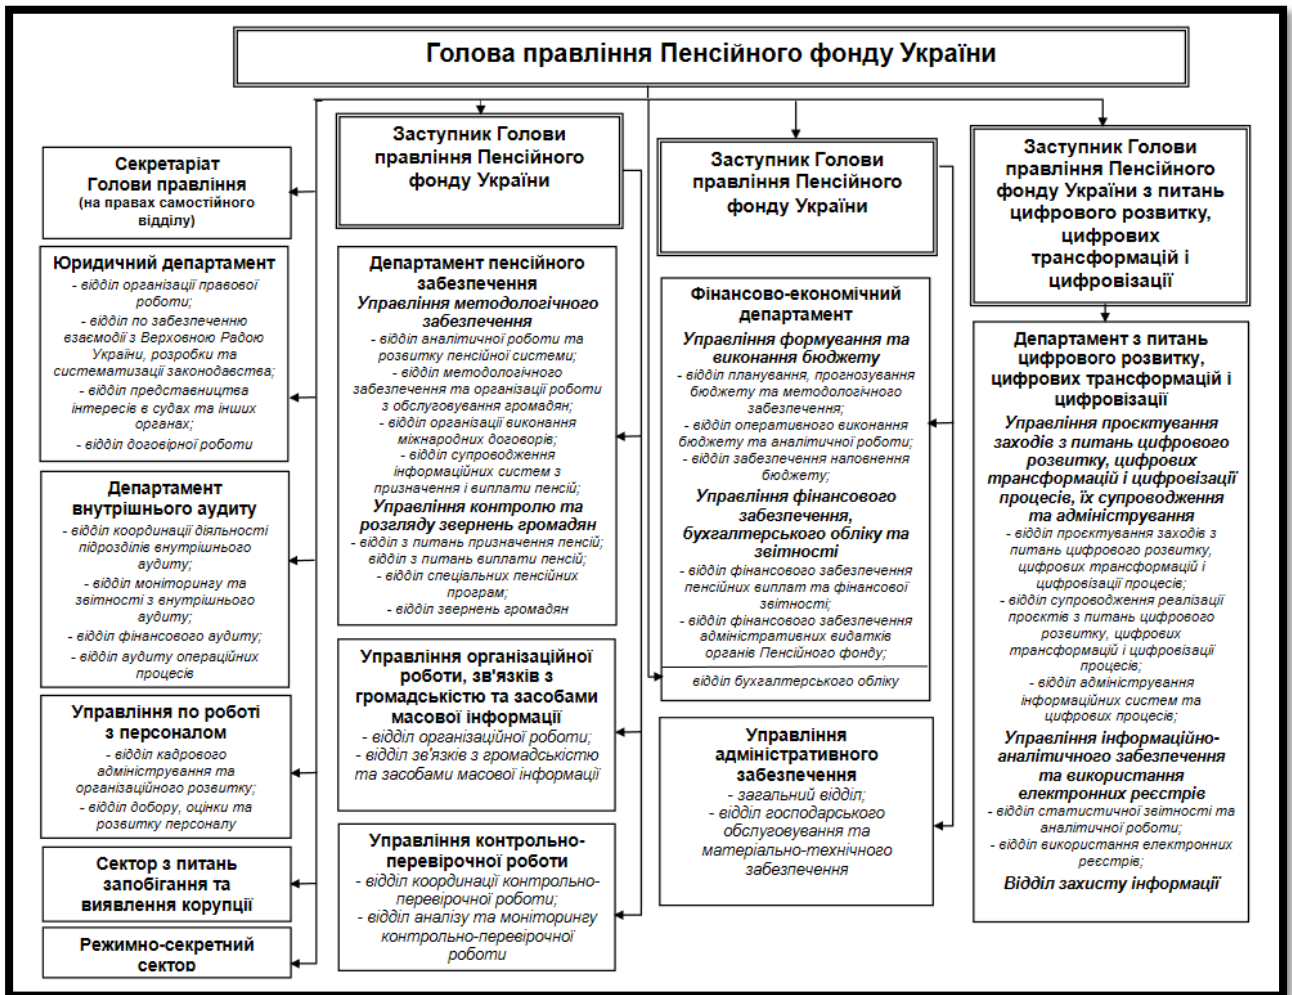 Голова правління Пенсійного фонду України
Секретаріат
Голови правління
(на правах самостійного
відділу)
Юридичний департамент
- відділ організації правової
роботи;
- відділ по забезпеченню
взаємодії з Верховною Радою
України, розробки та
систематизації законодавства;
- відділ представництва
інтересів в судах та інших
органах;
- відділ договірної роботи
Департамент
внутрішнього аудиту
- відділ координації діяльності
підрозділів внутрішнього
аудиту;
- відділ моніторингу та
звітності з внутрішнього
аудиту;
- відділ фінансового аудиту;
- відділ аудиту операційних
процесів
Управління по роботі
з персоналом
- відділ кадрового
адміністрування та
організаційного розвитку;
- відділ добору, оцінки та
розвитку персоналу
Сектор з питань
запобігання та
виявлення корупції
Режимно-секретний
сектор
Заступник Голови
правління Пенсійного
фонду України
Департамент пенсійного
забезпечення
Управління методологічного
забезпечення
- відділ аналітичної роботи та
розвитку пенсійної системи;
- відділ методологічного
забезпечення та організації роботи
з обслуговування громадян;
- відділ організації виконання
міжнародних договорів;
- відділ супроводження
інформаційних систем з
призначення і виплати пенсій;
Управління контролю та
розгляду звернень громадян
- відділ з питань призначення пенсій;
відділ з питань виплати пенсій;
- відділ спеціальних пенсійних
програм;
- відділ звернень громадян
Управління організаційної
роботи, зв'язків з
громадськістю та засобами
масової інформації
- відділ організаційної роботи;
- відділ зв'язків з громадськістю
та засобами масової інформації
Управління контрольно-
перевірочної роботи
- відділ координації контрольно-
перевірочної роботи;
- відділ аналізу та моніторингу
контрольно-перевірочної
роботи
Заступник Голови
правління Пенсійного
фонду України
Фінансово-економічний
департамент
Управління формування та
виконання бюджету
- відділ планування, прогнозування
бюджету та методологічного
забезпечення;
- відділ оперативного виконання
бюджету та аналітичної роботи;
- відділ забезпечення наповнення
бюджету;
Управління фінансового
забезпечення,
бухгалтерського обліку та
звітності
- відділ фінансового забезпечення
пенсійних виплат та фінансової
звітності;
- відділ фінансового забезпечення
адміністративних видатків
органів Пенсійного фонду;
відділ бухгалтерського обліку
Управління
адміністративного
забезпечення
- загальний відділ;
- відділ господарського
обслуговування та
матеріально-технічного
забезпечення
Заступник Голови
правління Пенсійного
фонду України з питань
цифрового розвитку,
цифрових
трансформацій і
цифровізації
Департамент з питань
цифрового розвитку,
цифрових трансформацій і
цифровізації
Управління проєктування
заходів з питань цифрового
розвитку, цифрових
трансформацій і цифровізації
процесів, їх супроводження
та адміністрування
- відділ проєктування заходів з
питань цифрового розвитку,
цифрових трансформацій і
цифровізації процесів;
- відділ супроводження реалізації
проєктів з питань цифрового
розвитку, цифрових
трансформацій і цифровізації
процесів;
- відділ адміністрування
інформаційних систем та
цифрових процесів;
Управління інформаційно-
аналітичного забезпечення
та використання
електронних реєстрів
- відділ статистичної звітності та
аналітичної роботи;
- відділ використання електронних
реєстрів;
Відділ захисту інформації